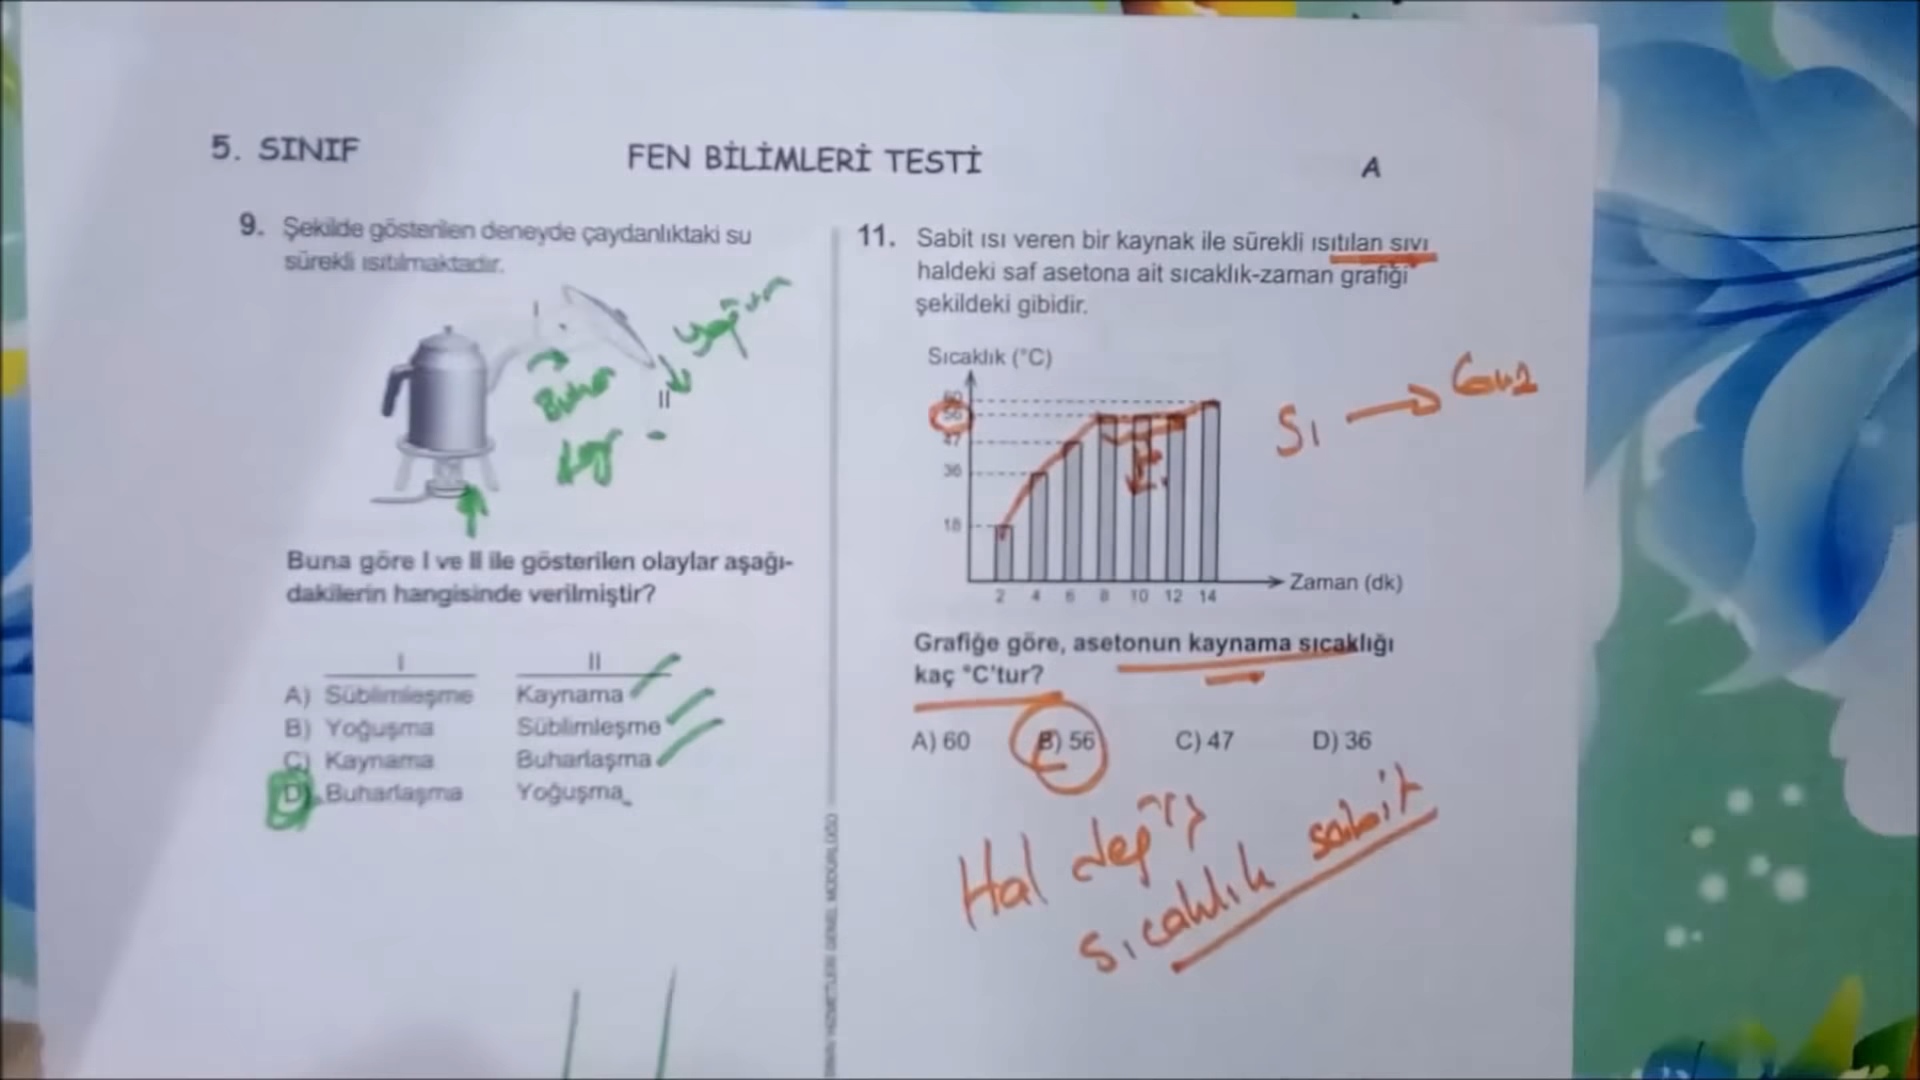 5. SINIF
FEN BİLİMLERİ TESTİ
A
9. Şekilde gösterilen deneyde çaydanlıktaki su
sürekli ısıtılmaktadır.
I
II
Buhar
Buna göre I ve II ile gösterilen olaylar aşağı-
dakilerin hangisinde verilmiştir?
I II
A) Süblimleşme Kaynama
B) Yoğuşma Süblimleşme
C) Kaynama Buharlaşma
D) Buharlaşma Yoğuşma
11. Sabit ısı veren bir kaynak ile sürekli ısıtılan sıvı
haldeki saf asetona ait sıcaklık-zaman grafiği
şekildeki gibidir.
Sıcaklık (°C)
60
56
47
36
18
2 4 6 8 10 12 14
Zaman (dk)
Sı
Grafiğe göre, asetonun kaynama sıcaklığı
kaç °C'tur?
A) 60 B) 56 C) 47 D) 36
Hal
sıcaklık sabit
HİZMETLERİ GENEL MÜDÜRLÜĞÜ